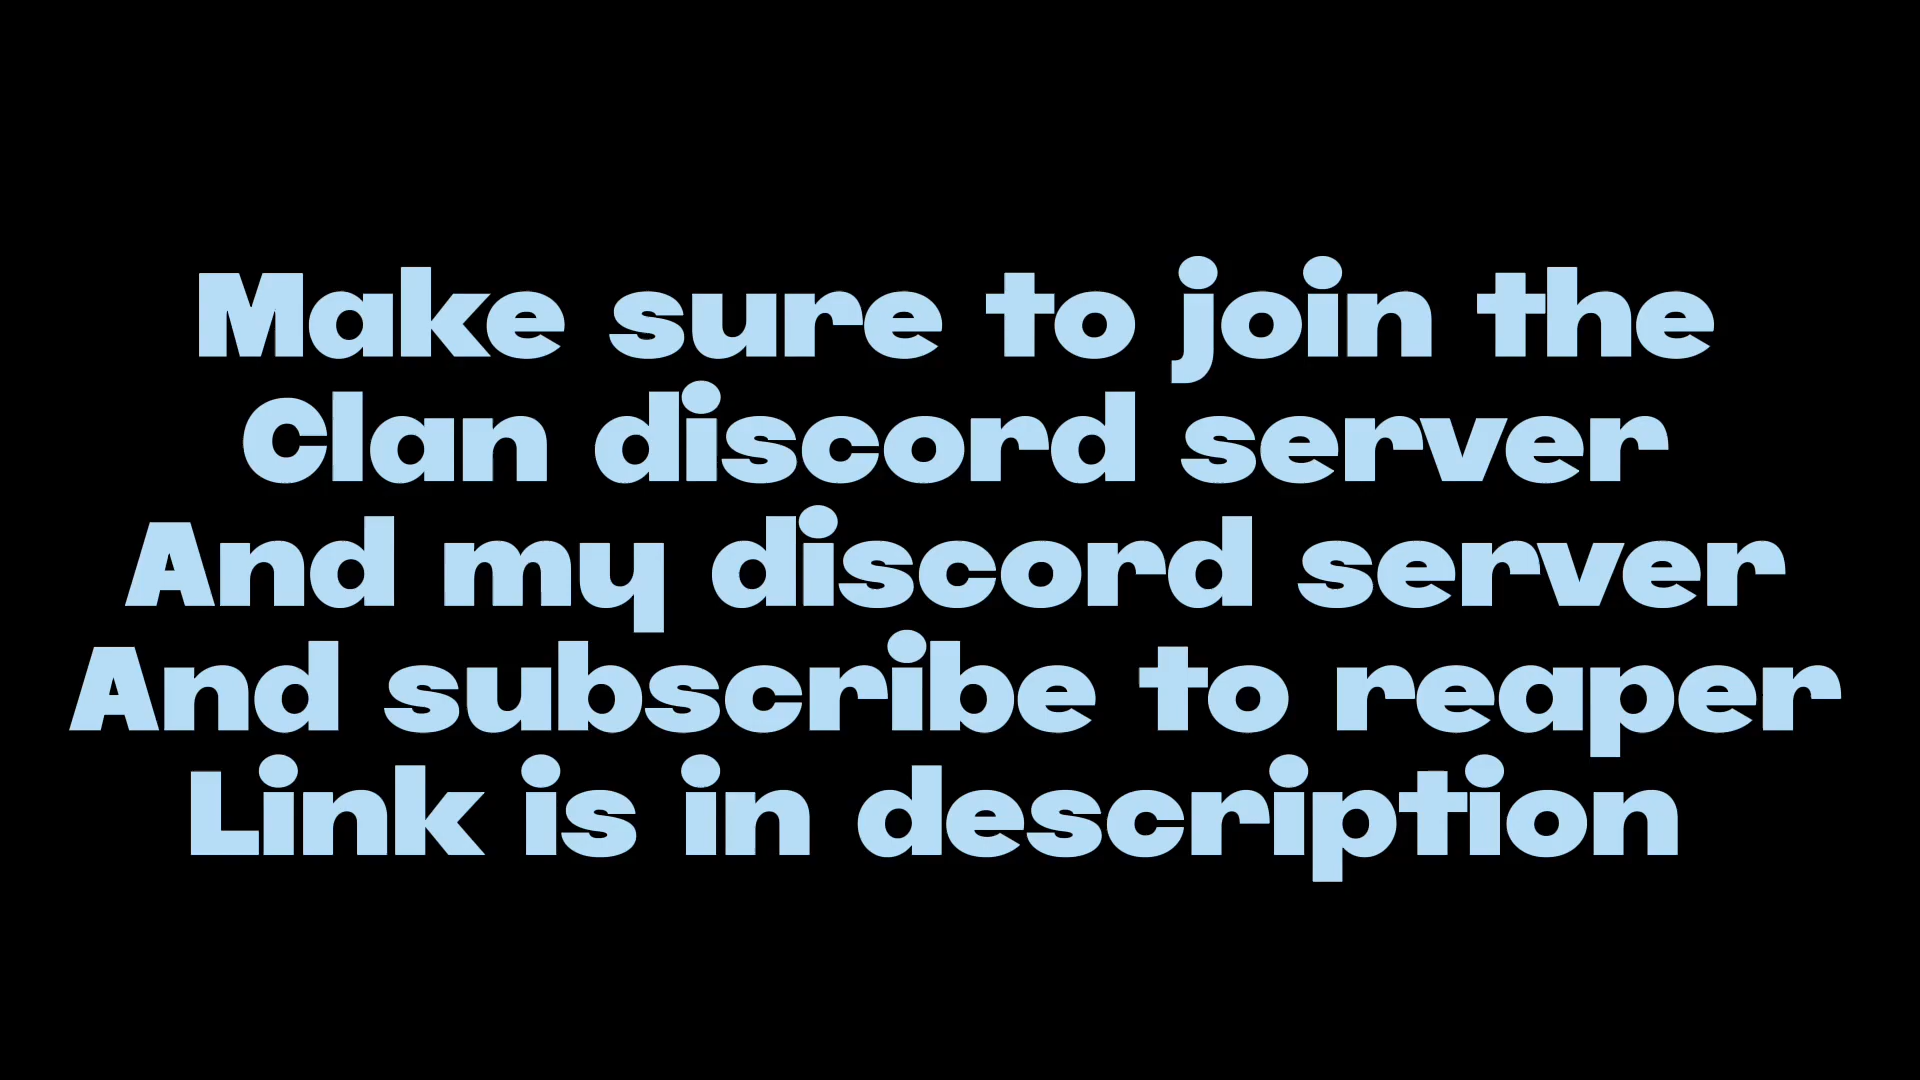 Make sure to join the
Clan discord server
And my discord server
And subscribe to reaper
Link is in description